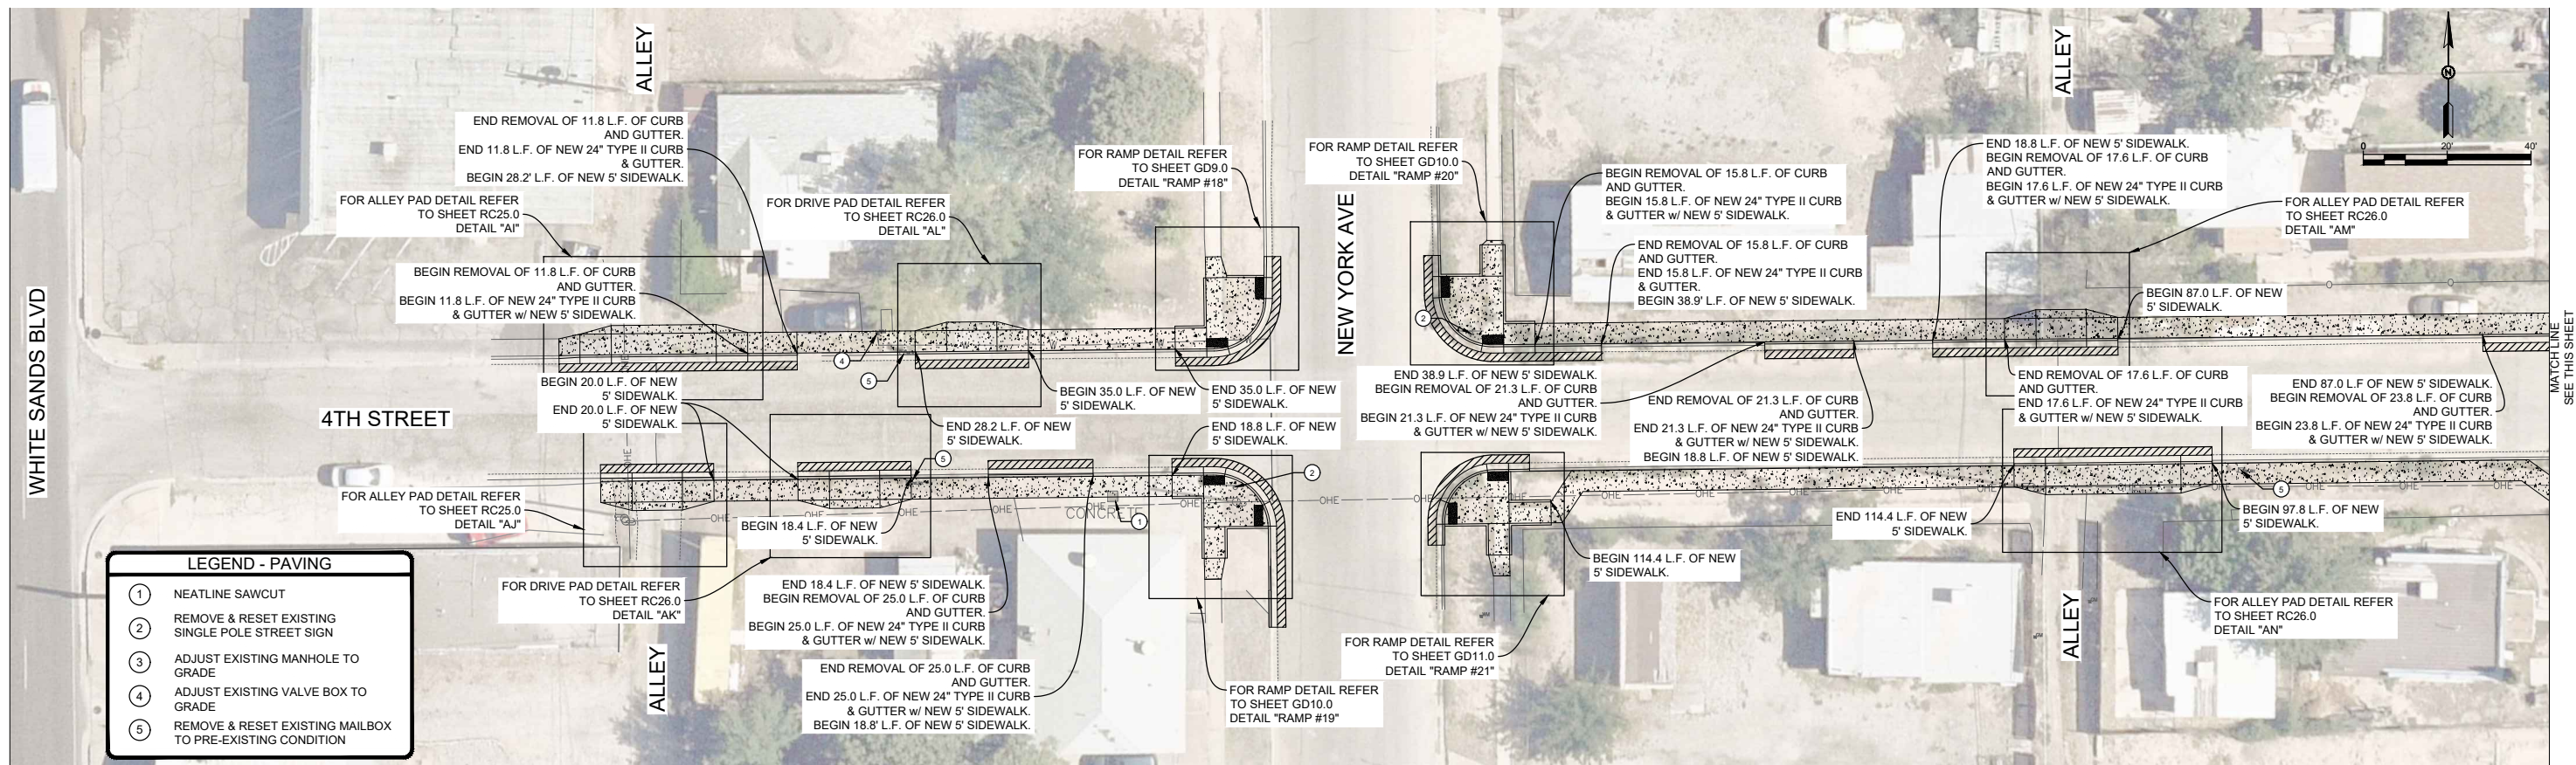 ALLEY
ALLEY
N
0
20'
40'
END REMOVAL OF 11.8 L.F. OF CURB
AND GUTTER.
END 11.8 L.F. OF NEW 24" TYPE II CURB
& GUTTER.
BEGIN 28.2' L.F. OF NEW 5' SIDEWALK.
FOR RAMP DETAIL REFER
TO SHEET GD9.0
DETAIL "RAMP #18"
FOR RAMP DETAIL REFER
TO SHEET GD10.0
DETAIL "RAMP #20"
BEGIN REMOVAL OF 15.8 L.F. OF CURB
AND GUTTER.
BEGIN 15.8 L.F. OF NEW 24" TYPE II CURB
& GUTTER w/ NEW 5' SIDEWALK.
END 18.8 L.F. OF NEW 5' SIDEWALK.
BEGIN REMOVAL OF 17.6 L.F. OF CURB
AND GUTTER.
BEGIN 17.6 L.F. OF NEW 24" TYPE II CURB
& GUTTER w/ NEW 5' SIDEWALK.
FOR ALLEY PAD DETAIL REFER
TO SHEET RC25.0
DETAIL "AI"
FOR DRIVE PAD DETAIL REFER
TO SHEET RC26.0
DETAIL "AL"
FOR ALLEY PAD DETAIL REFER
TO SHEET RC26.0
DETAIL "AM"
BEGIN REMOVAL OF 11.8 L.F. OF CURB
AND GUTTER.
BEGIN 11.8 L.F. OF NEW 24" TYPE II CURB
& GUTTER w/ NEW 5' SIDEWALK.
END REMOVAL OF 15.8 L.F. OF CURB
AND GUTTER.
END 15.8 L.F. OF NEW 24" TYPE II CURB
& GUTTER.
BEGIN 38.9' L.F. OF NEW 5' SIDEWALK.
BEGIN 87.0 L.F. OF NEW
5' SIDEWALK.
WHITE SANDS BLVD
NEW YORK AVE
MATCH LINE
SEE THIS SHEET
4
5
2
BEGIN 20.0 L.F. OF NEW
5' SIDEWALK.
END 20.0 L.F. OF NEW
5' SIDEWALK.
BEGIN 35.0 L.F. OF NEW
5' SIDEWALK.
END 35.0 L.F. OF NEW
5' SIDEWALK.
4TH STREET
END 28.2 L.F. OF NEW
5' SIDEWALK.
END 18.8 L.F. OF NEW
5' SIDEWALK.
END 38.9 L.F. OF NEW 5' SIDEWALK.
BEGIN REMOVAL OF 21.3 L.F. OF CURB
AND GUTTER.
BEGIN 21.3 L.F. OF NEW 24" TYPE II CURB
& GUTTER w/ NEW 5' SIDEWALK.
END REMOVAL OF 21.3 L.F. OF CURB
AND GUTTER.
END 21.3 L.F. OF NEW 24" TYPE II CURB
& GUTTER w/ NEW 5' SIDEWALK.
BEGIN 18.8 L.F. OF NEW 5' SIDEWALK.
END REMOVAL OF 17.6 L.F. OF CURB
AND GUTTER.
END 17.6 L.F. OF NEW 24" TYPE II CURB
& GUTTER w/ NEW 5' SIDEWALK.
END 87.0 L.F OF NEW 5' SIDEWALK.
BEGIN REMOVAL OF 23.8 L.F. OF CURB
AND GUTTER.
BEGIN 23.8 L.F. OF NEW 24" TYPE II CURB
& GUTTER w/ NEW 5' SIDEWALK.
5
2
5
1
OHE
OHE
OHE
OHE
OHE
OHE
OHE
OHE
OHE
OHE
CONCRETE
FOR ALLEY PAD DETAIL REFER
TO SHEET RC25.0
DETAIL "AJ"
BEGIN 18.4 L.F. OF NEW
5' SIDEWALK.
END 114.4 L.F. OF NEW
5' SIDEWALK.
BEGIN 97.8 L.F. OF NEW
5' SIDEWALK.
BEGIN 114.4 L.F. OF NEW
5' SIDEWALK.
FOR DRIVE PAD DETAIL REFER
TO SHEET RC26.0
DETAIL "AK"
END 18.4 L.F. OF NEW 5' SIDEWALK.
BEGIN REMOVAL OF 25.0 L.F. OF CURB
AND GUTTER.
BEGIN 25.0 L.F. OF NEW 24" TYPE II CURB
& GUTTER w/ NEW 5' SIDEWALK.
FOR ALLEY PAD DETAIL REFER
TO SHEET RC26.0
DETAIL "AN"
FOR RAMP DETAIL REFER
TO SHEET GD11.0
DETAIL "RAMP #21"
END REMOVAL OF 25.0 L.F. OF CURB
AND GUTTER.
END 25.0 L.F. OF NEW 24" TYPE II CURB
& GUTTER w/ NEW 5' SIDEWALK.
BEGIN 18.8' L.F. OF NEW 5' SIDEWALK.
FOR RAMP DETAIL REFER
TO SHEET GD10.0
DETAIL "RAMP #19"
ALLEY
ALLEY
LEGEND - PAVING
1 NEATLINE SAWCUT
2 REMOVE & RESET EXISTING
SINGLE POLE STREET SIGN
3 ADJUST EXISTING MANHOLE TO
GRADE
4 ADJUST EXISTING VALVE BOX TO
GRADE
5 REMOVE & RESET EXISTING MAILBOX
TO PRE-EXISTING CONDITION